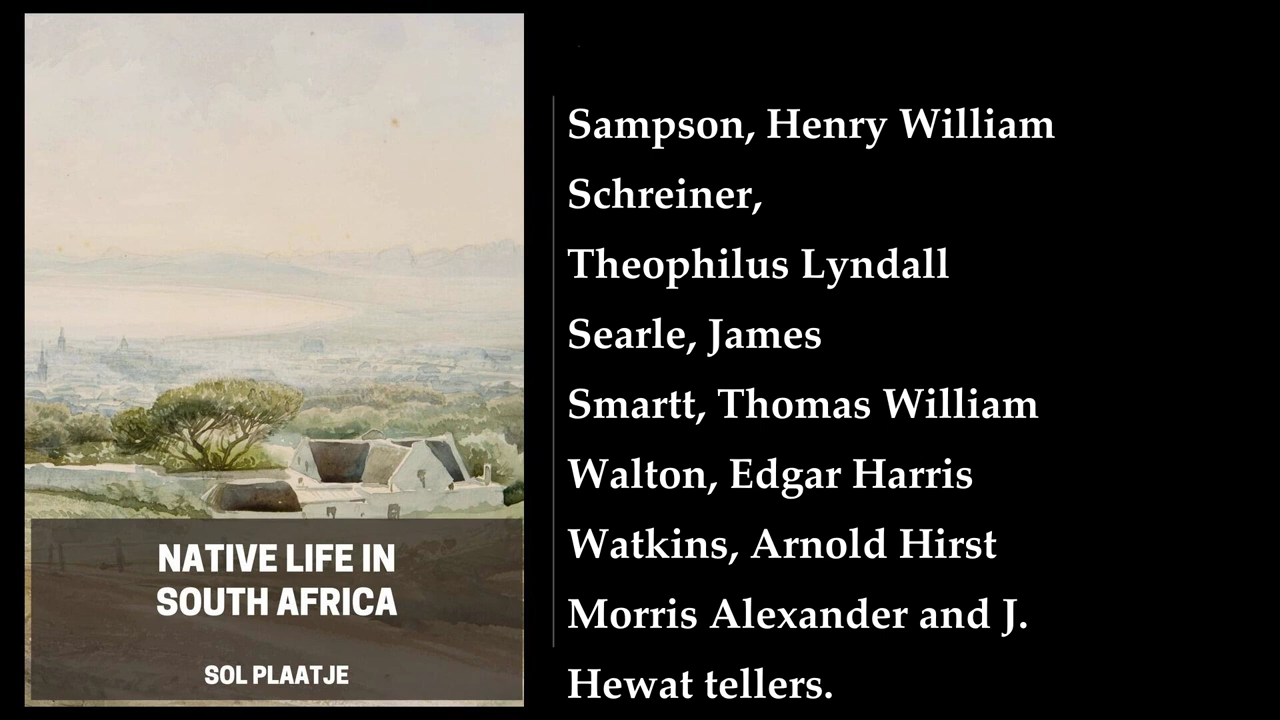 NATIVE LIFE IN
SOUTH AFRICA
SOL PLAATJE
Sampson, Henry William
Schreiner,
Theophilus Lyndall
Searle, James
Smartt, Thomas William
Walton, Edgar Harris
Watkins, Arnold Hirst
Morris Alexander and J.
Hewat tellers.